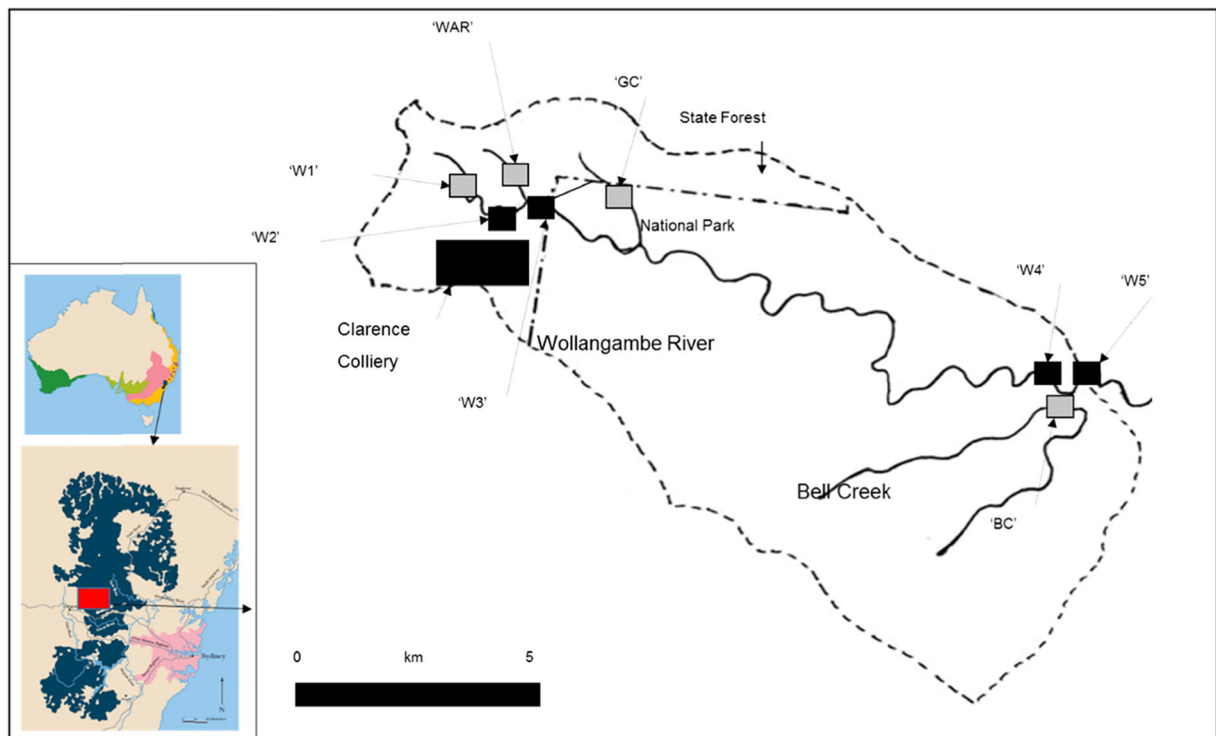 ‘WAR’
‘GC’
State Forest
‘W1’
‘W2’
National Park
‘W4’
‘W5’
Clarence
Colliery
Wollangambe River
‘W3’
Bell Creek
‘BC’
0 km 5
Sydney
N